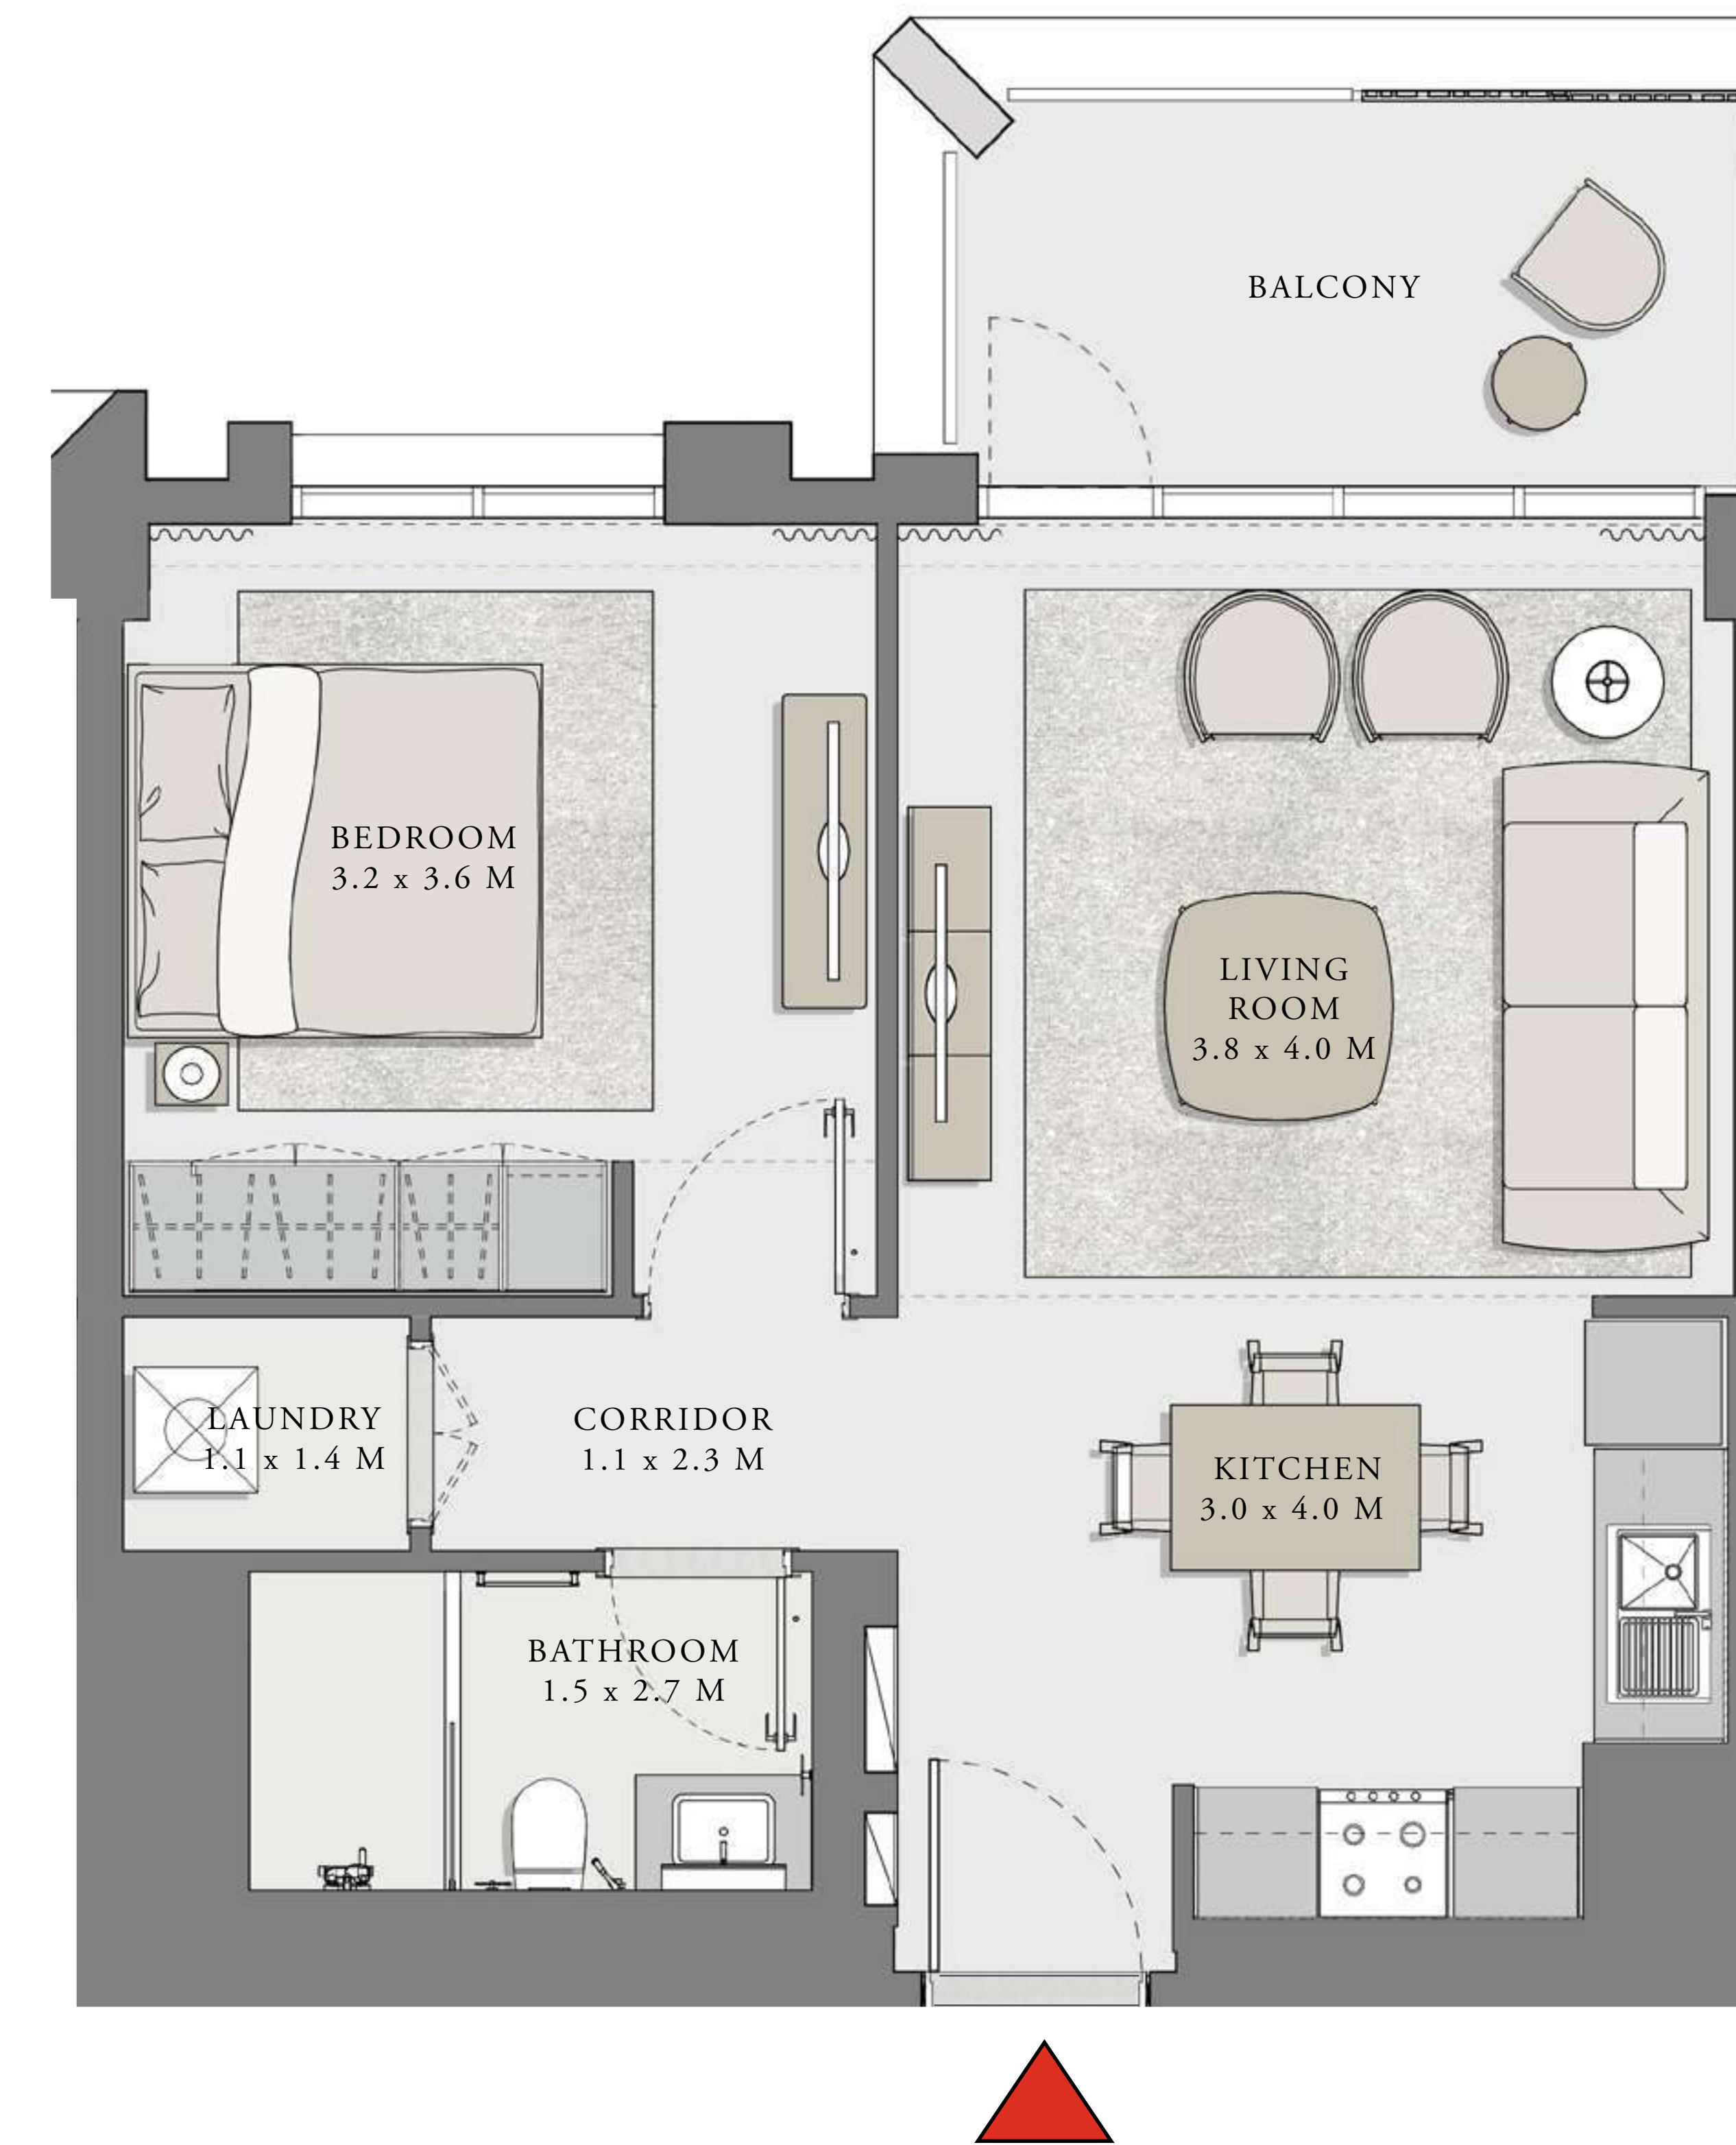 BALCONY
BEDROOM
3.2 x 3.6 M
LIVING
ROOM
3.8 x 4.0 M
LAUNDRY
1.1 x 1.4 M
CORRIDOR
1.1 x 2.3 M
KITCHEN
3.0 x 4.0 M
BATHROOM
1.5 x 2.7 M